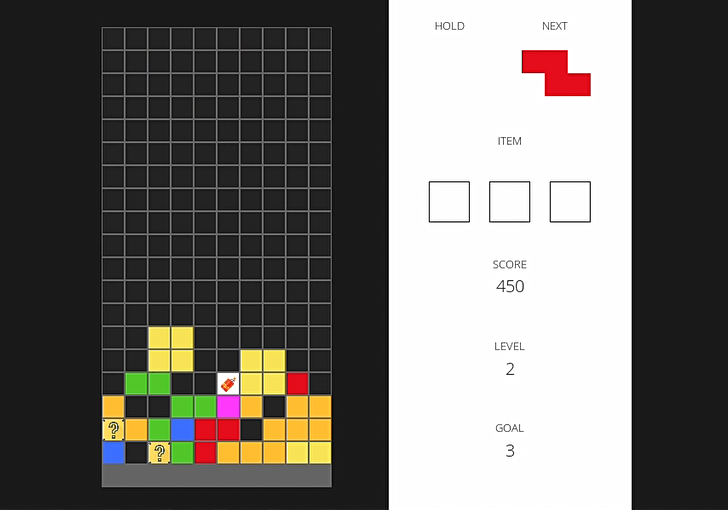 HOLD NEXT
ITEM
SCORE
450
LEVEL
2
GOAL
3
?
?